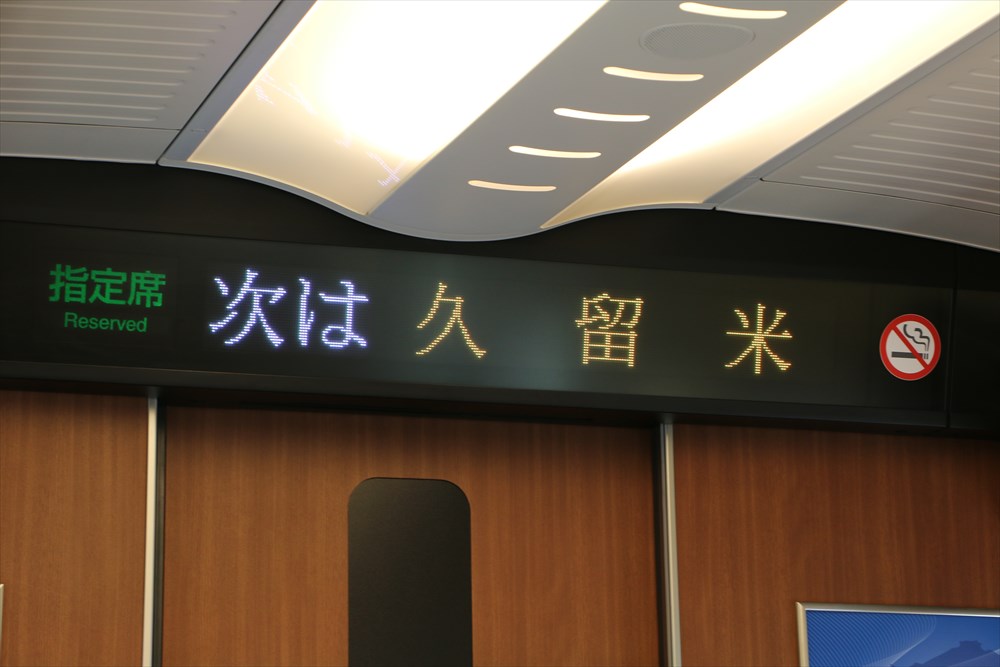 指定席
Reserved
次は 久留米